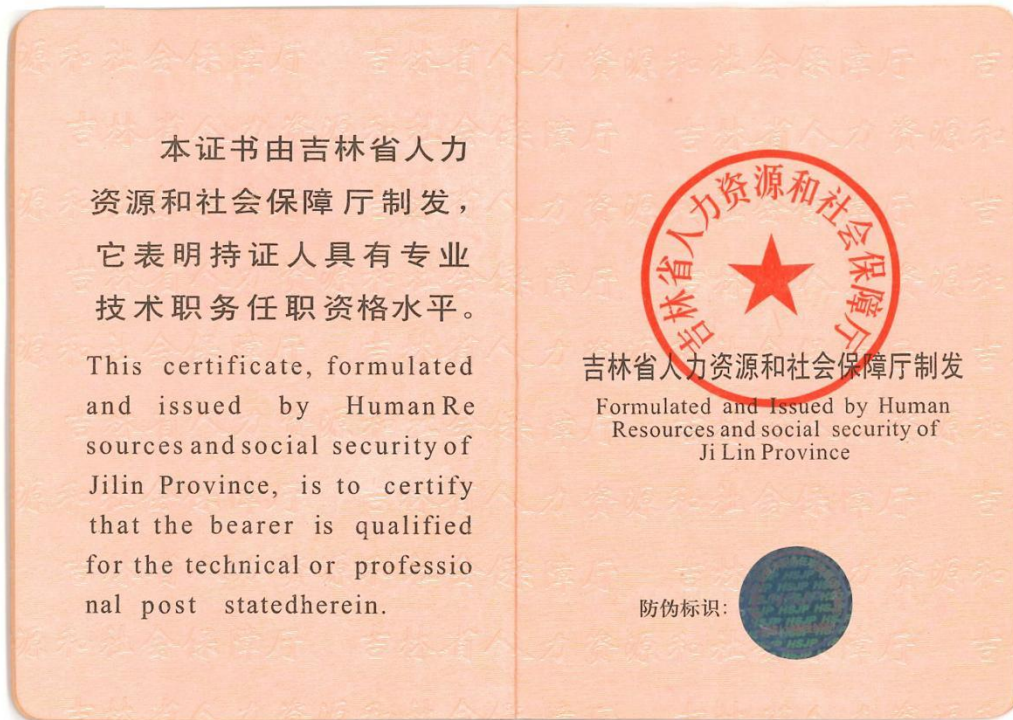 本证书由吉林省人力
资源和社会保障厅制发，
它表明持证人具有专业
技术职务任职资格水平。
This certificate, formulated
and issued by HumanRe
sources and social security of
Jilin Province, is to certify
that the bearer is qualified
for the technical or professio
nal post statedherein.
吉林省人力资源和社会保障厅
吉林省人力资源和社会保障厅制发
Formulated and Issued by Human
Resources and social security of
Ji Lin Province
防伪标识：